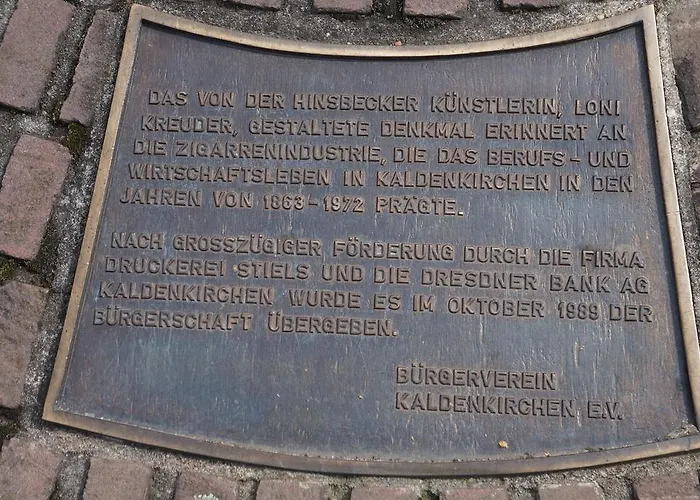 DAS VON DER HINSBECKER KÜNSTLERIN, LONI
KREUDER, GESTALTETE DENKMAL ERINNERT AN
DIE ZIGARRENINDUSTRIE, DIE DAS BERUFS- UND
WIRTSCHAFTSLEBEN IN KALDENKIRCHEN IN DEN
JAHREN VON 1863-1972 PRÄGTE.
NACH GROSSZÜGIGER FÖRDERUNG DURCH DIE FIRMA
DRUCKEREI STIELS UND DIE DRESDNER BANK AG
KALDENKIRCHEN WURDE ES IM OKTOBER 1989 DER
BÜRGERSCHAFT ÜBERGEBEN.
BÜRGERVEREIN
KALDENKIRCHEN E.V.